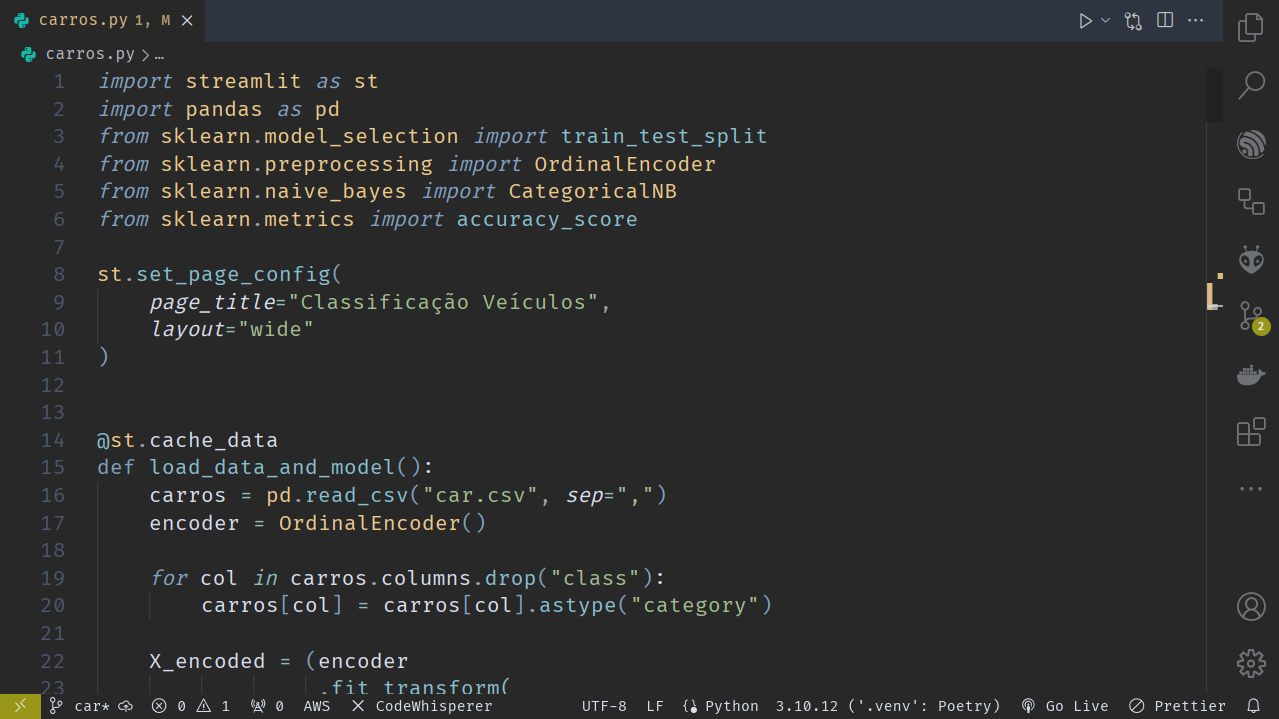 carros.py 1, M
carros.py > …
1 import streamlit as st
2 import pandas as pd
3 from sklearn.model_selection import train_test_split
4 from sklearn.preprocessing import OrdinalEncoder
5 from sklearn.naive_bayes import CategoricalNB
6 from sklearn.metrics import accuracy_score
7
8 st.set_page_config(
9     page_title="Classificação Veículos",
10     layout="wide"
11 )
12
13
14 @st.cache_data
15 def load_data_and_model():
16     carros = pd.read_csv("car.csv", sep=",")
17     encoder = OrdinalEncoder()
18
19     for col in carros.columns.drop("class"):
20         carros[col] = carros[col].astype("category")
21
22     X_encoded = (encoder
23                  .fit_transform(
2
car* 0 1 0 AWS CodeWhisperer UTF-8 LF Python 3.10.12 ('.venv': Poetry) Go Live Prettier